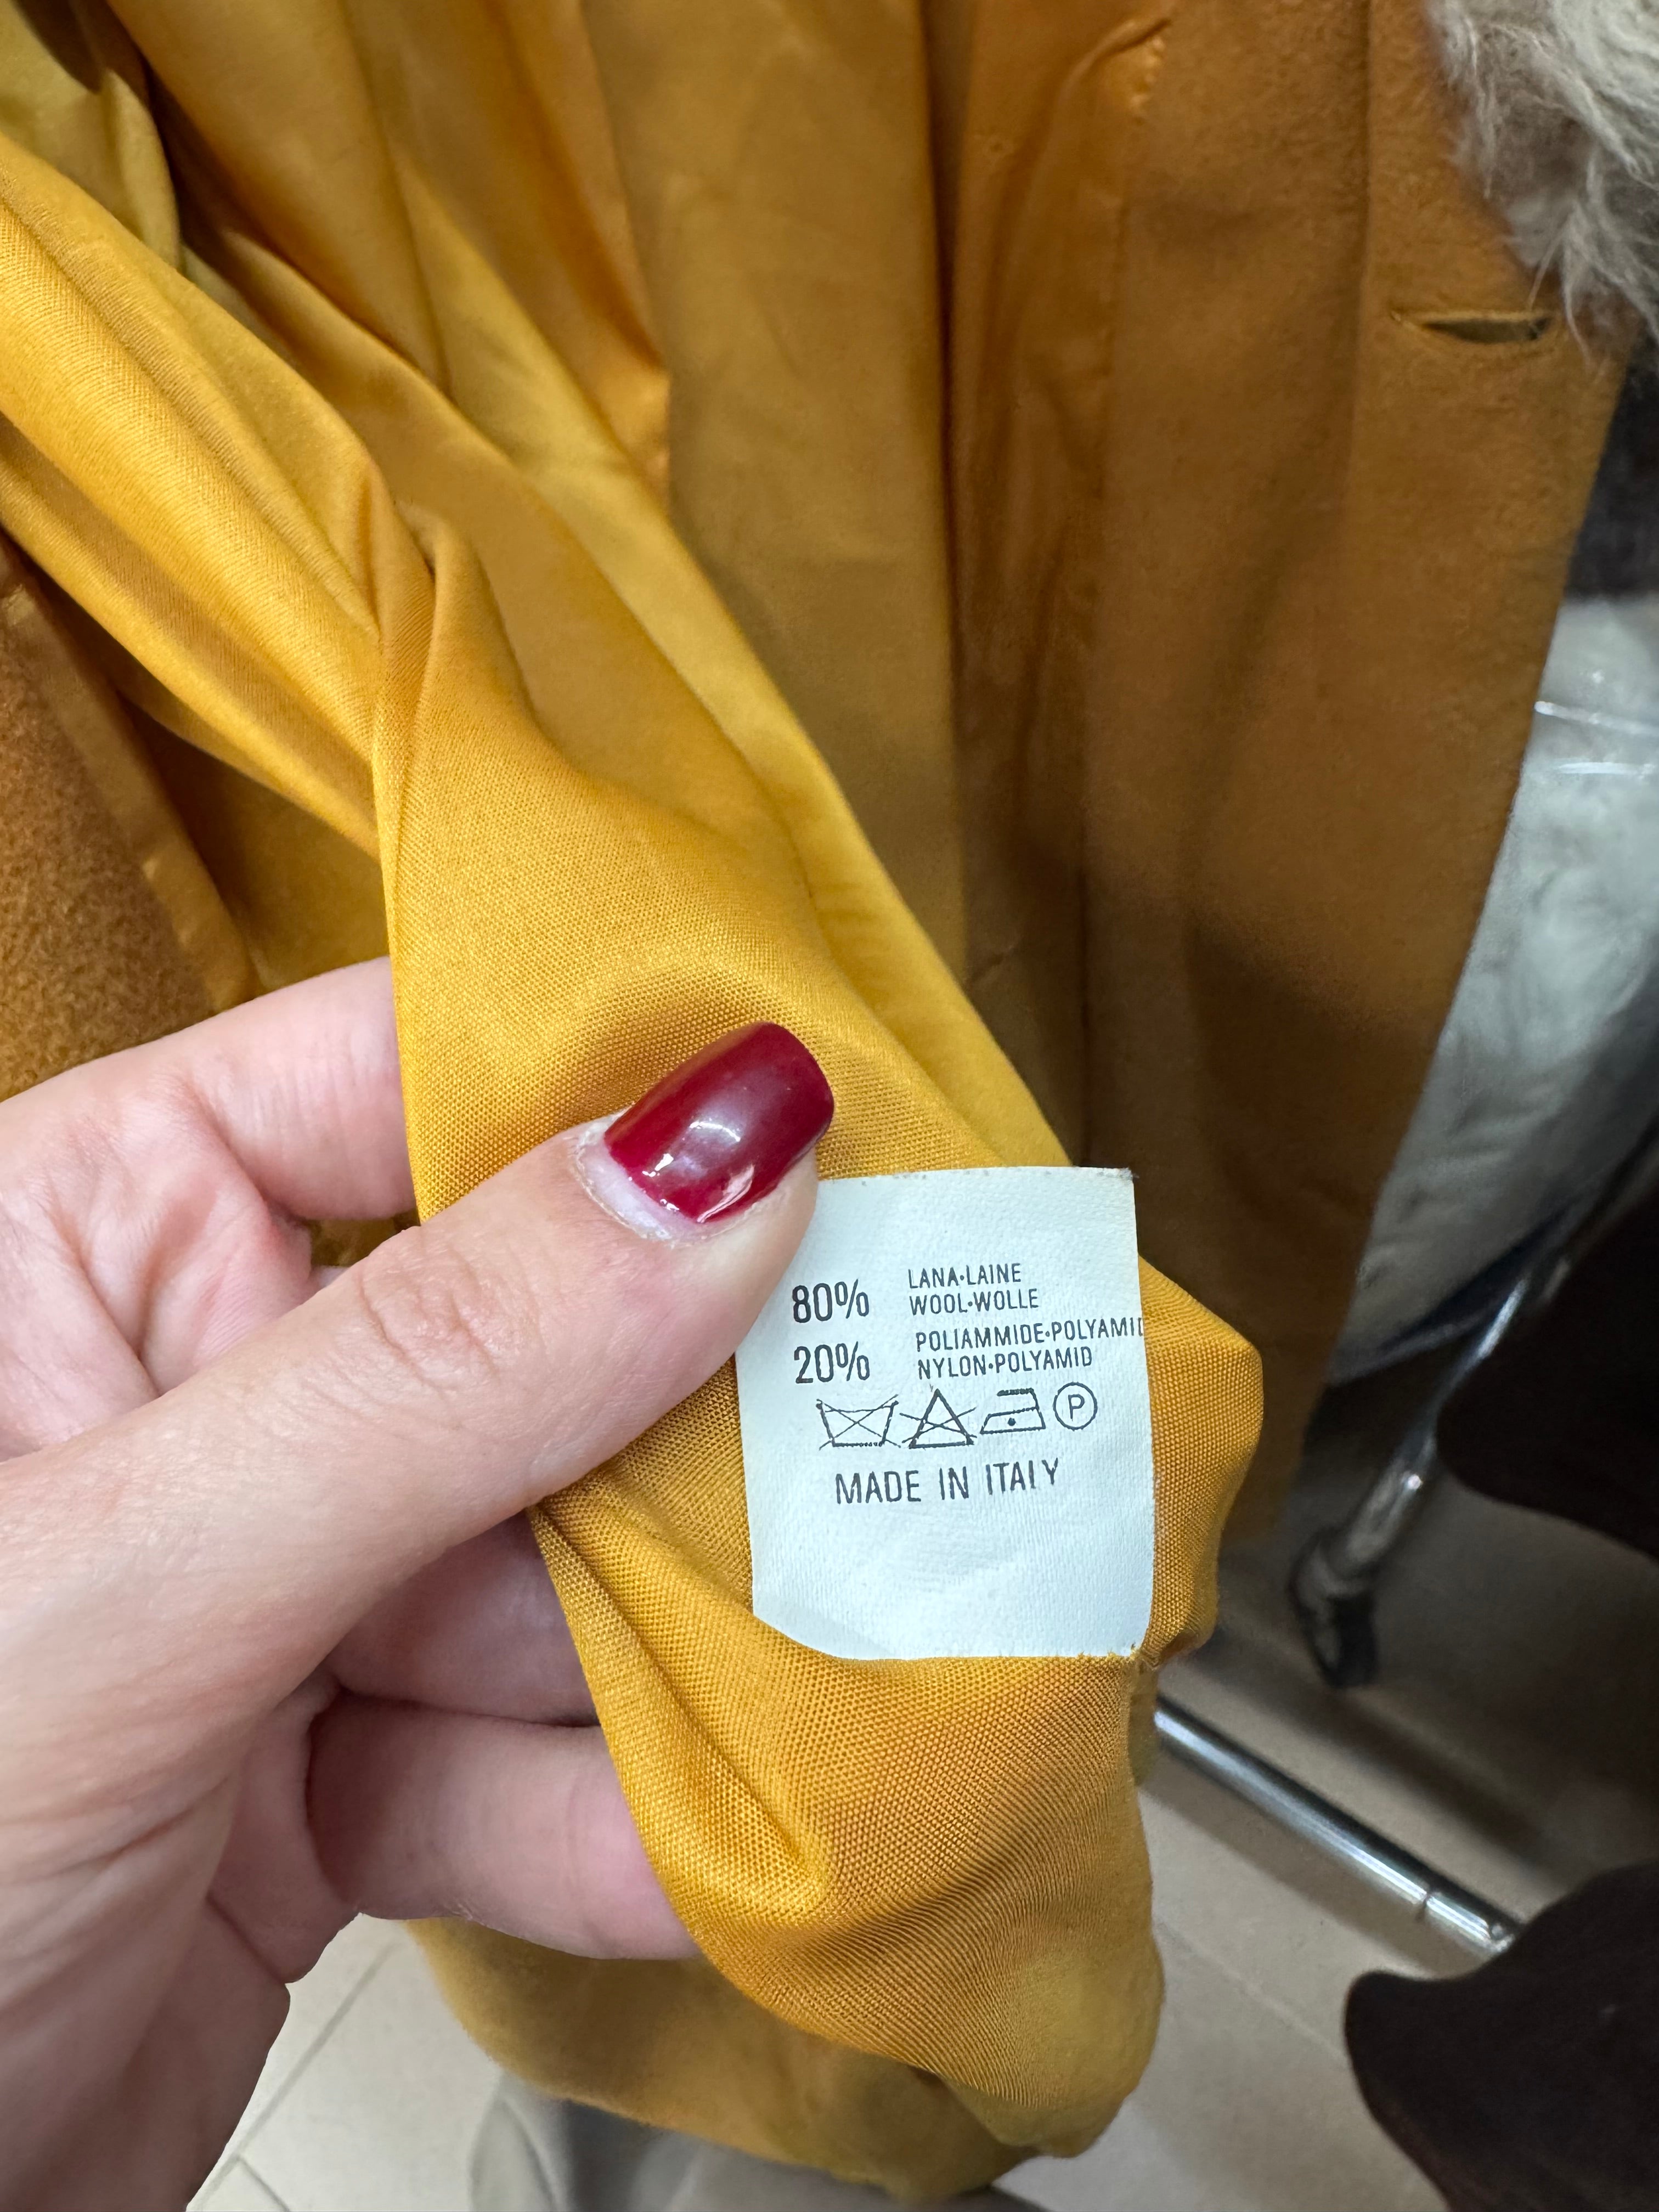 80% LANA•LAINE
WOOL•WOLLE
20% POLIAMMIDE•POLYAMID
NYLON•POLYAMID
P
MADE IN ITALY